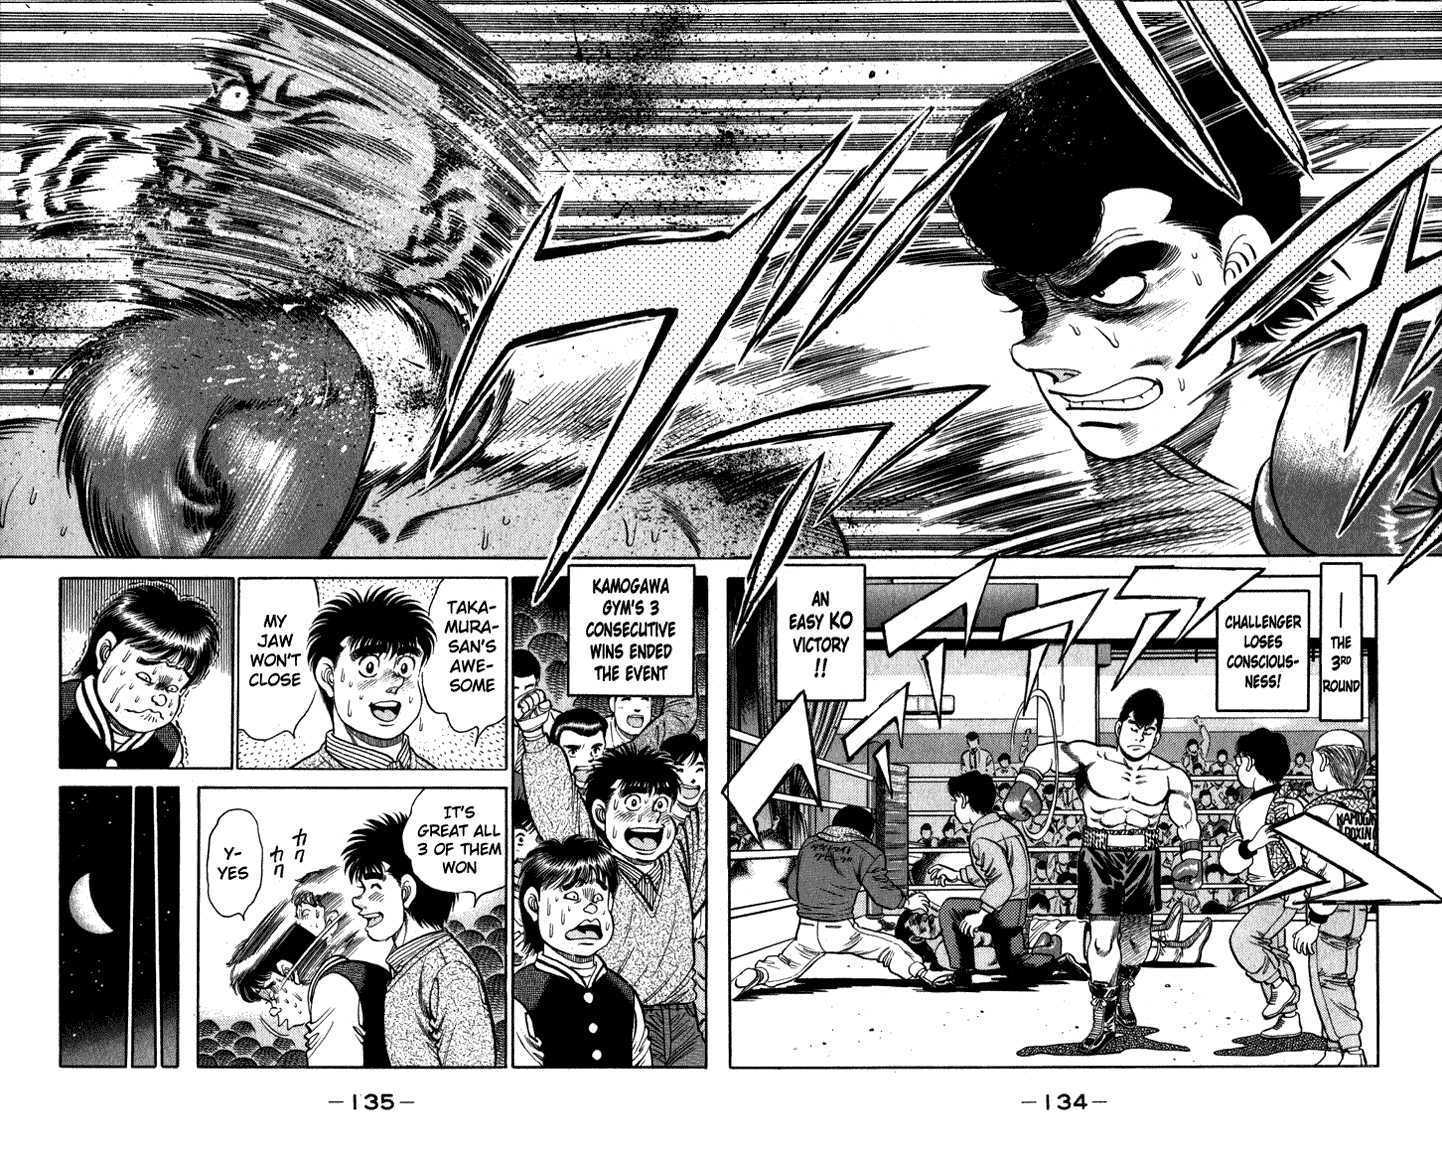 — THE
3RD
ROUND
CHALLENGER
LOSES
CONSCIOUS-
NESS!
AN
EASY KO
VICTORY
!!
KAMOGAWA
GYM'S 3
CONSECUTIVE
WINS ENDED
THE EVENT
TAKA-
MURA-
SAN'S
AWE-
SOME
MY
JAW
WON'T
CLOSE
IT'S
GREAT ALL
3 OF THEM
WON
Y-
YES
カク
カク
—134—
—135—